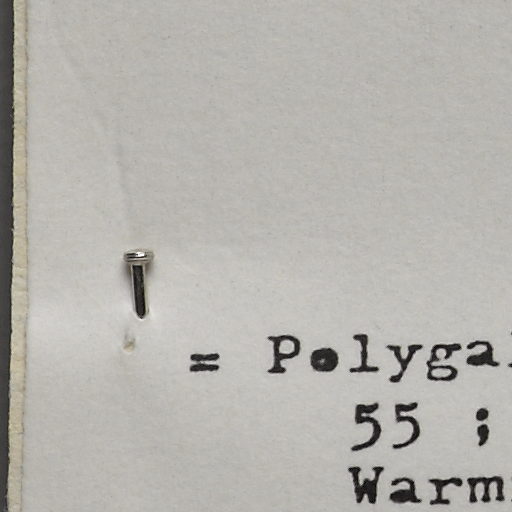 = Polygal
55 ;
Warm